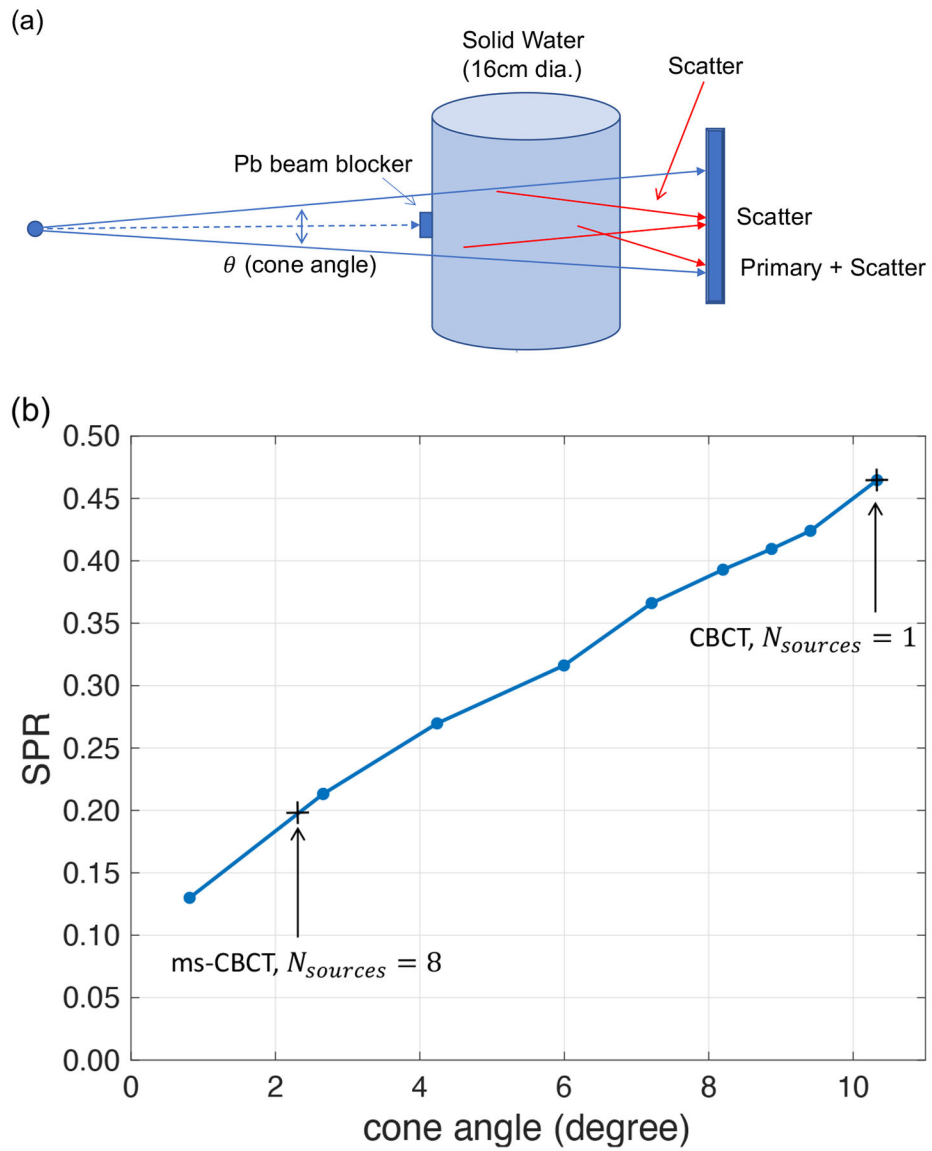 (a)
Solid Water
(16cm dia.)
Scatter
Pb beam blocker
Scatter
θ (cone angle)
Primary + Scatter
(b)
0.50
0.45
0.40
0.35
CBCT, N_sources = 1
0.30
0.25
SPR
0.20
0.15
0.10
ms-CBCT, N_sources = 8
0.05
0.00
0 2 4 6 8 10
cone angle (degree)